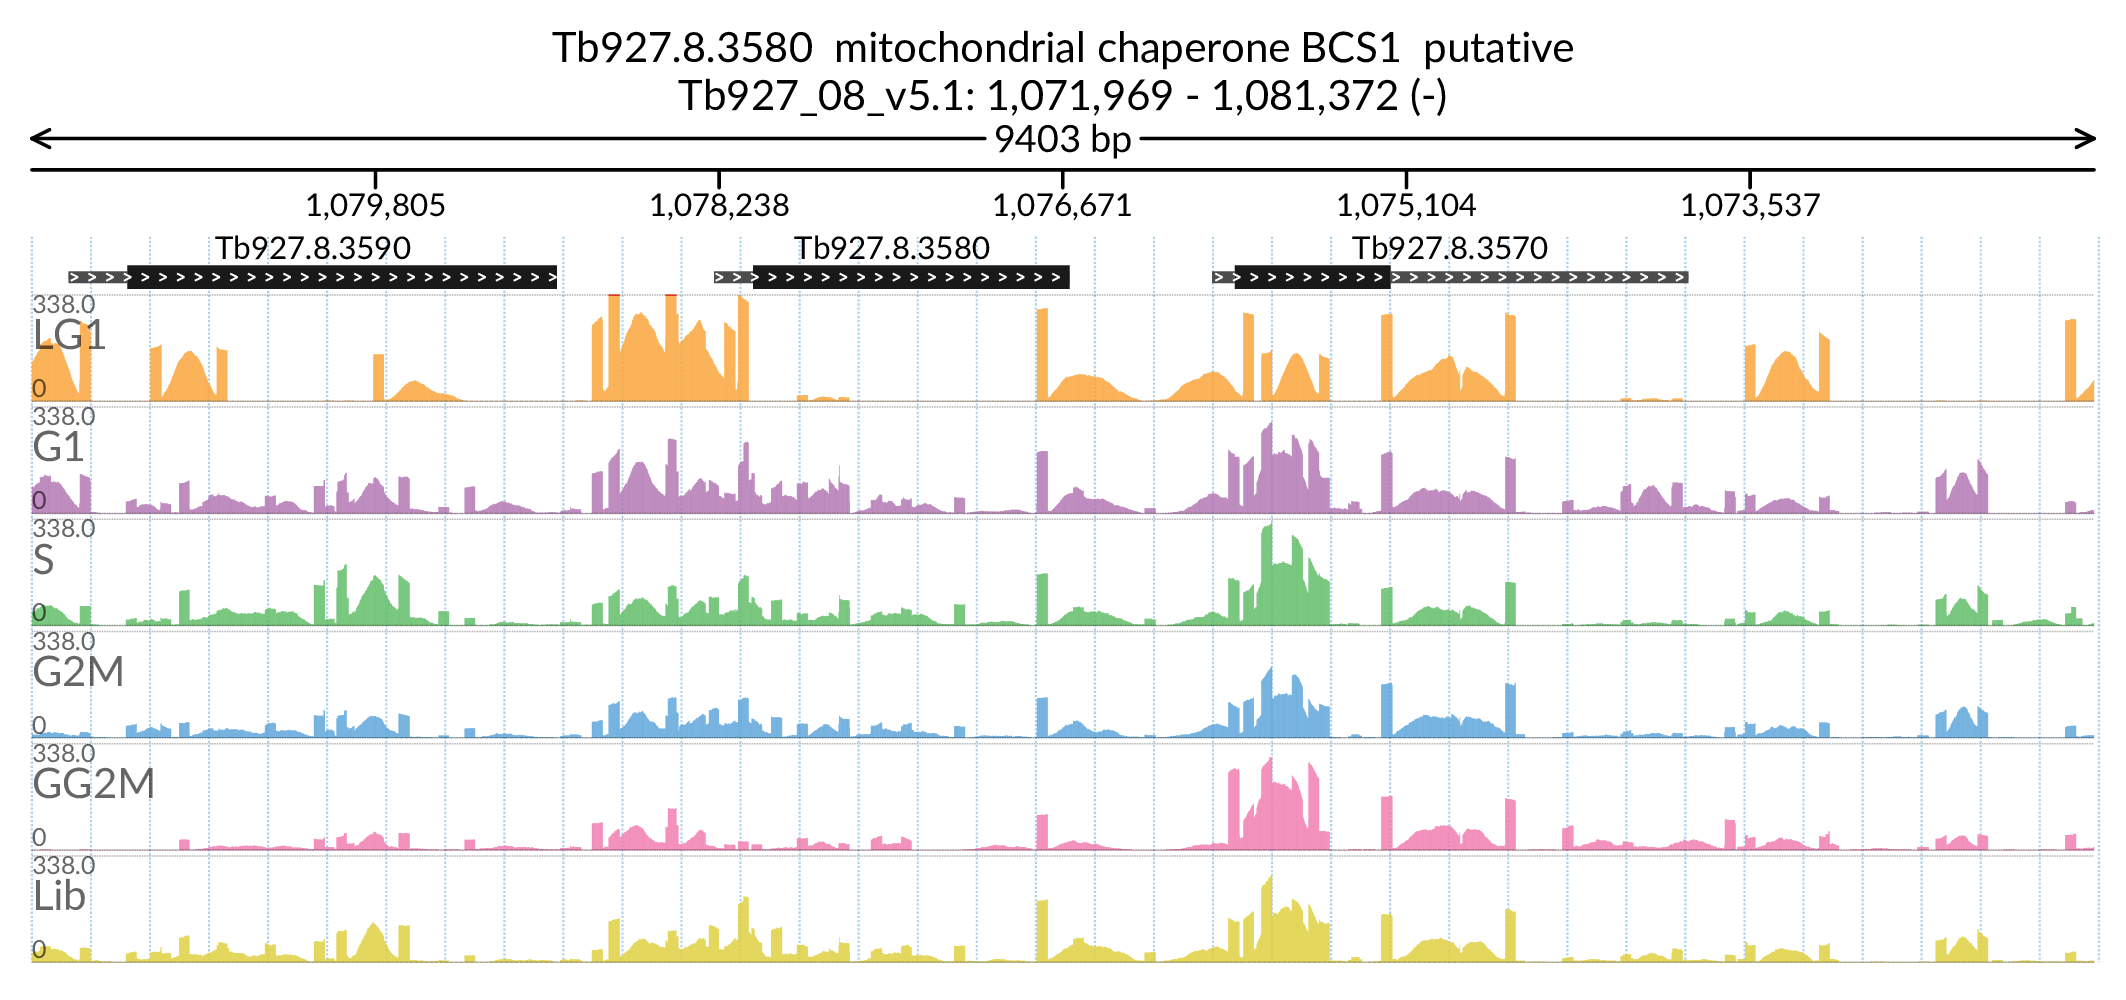 Tb927.8.3580 mitochondrial chaperone BCS1 putative
Tb927_08_v5.1: 1,071,969 - 1,081,372 (-)
9403 bp
1,079,805 1,078,238 1,076,671 1,075,104 1,073,537
Tb927.8.3590 Tb927.8.3580 Tb927.8.3570
338.0
LG1
0
338.0
G1
0
338.0
S
0
338.0
G2M
0
338.0
GG2M
0
338.0
Lib
0